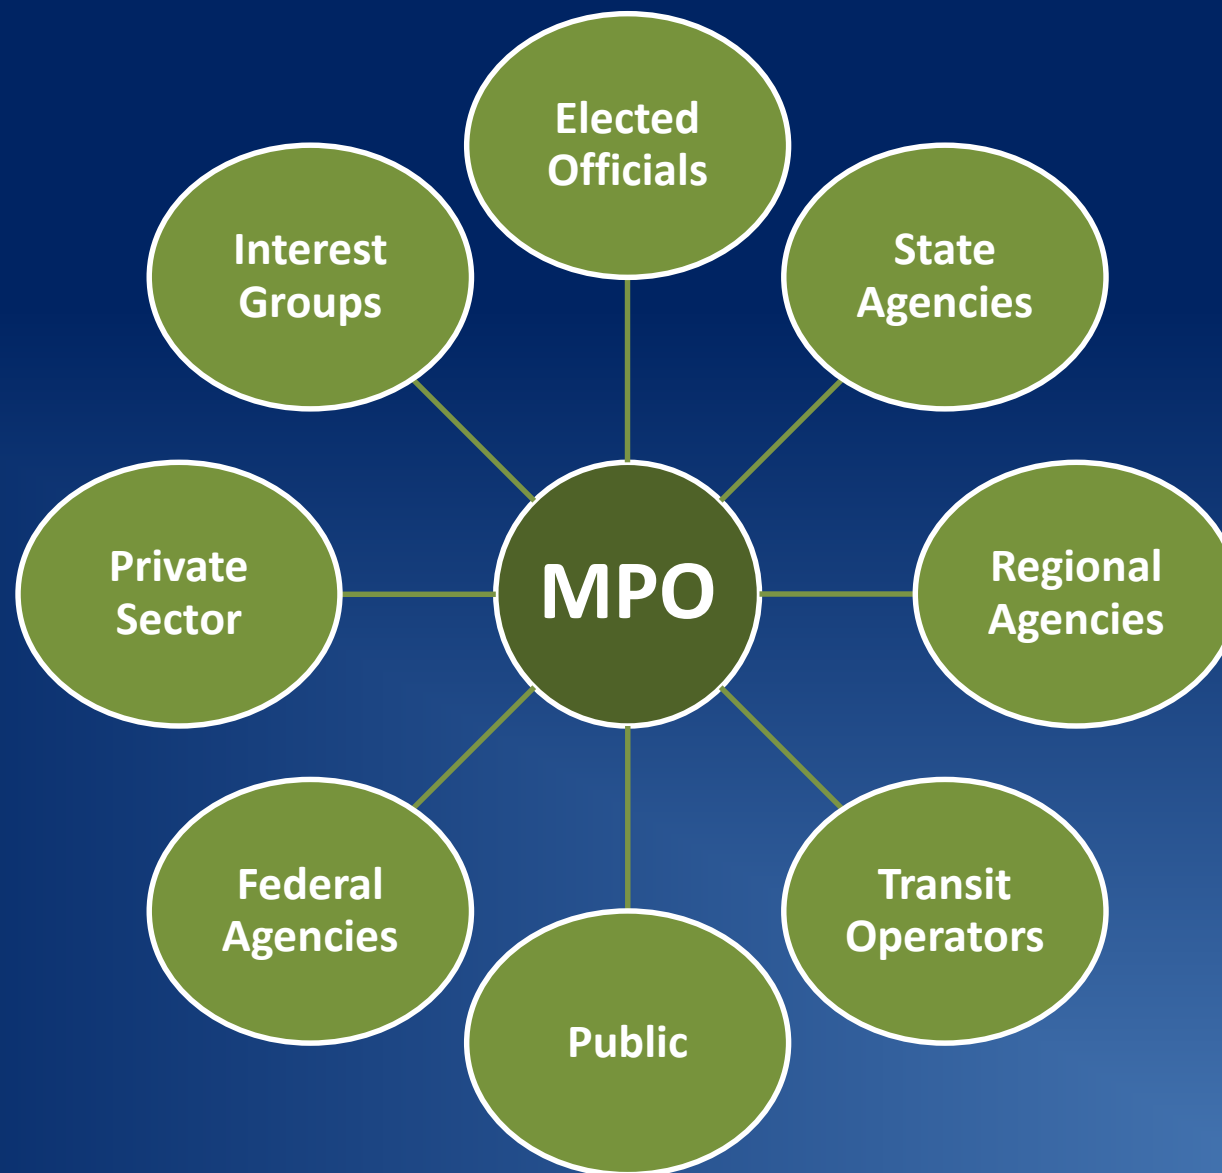 Elected
Officials
Interest
Groups
State
Agencies
Private
Sector
MPO
Regional
Agencies
Federal
Agencies
Transit
Operators
Public